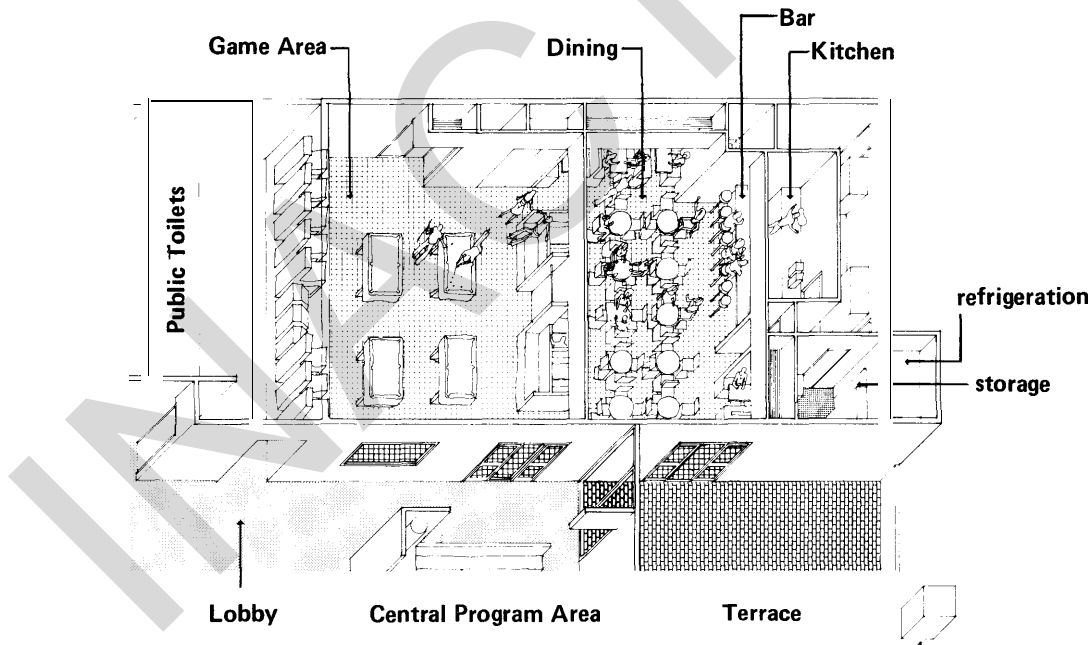 Bar
Game Area
Dining
Kitchen
Public Toilets
refrigeration
storage
Lobby
Central Program Area
Terrace